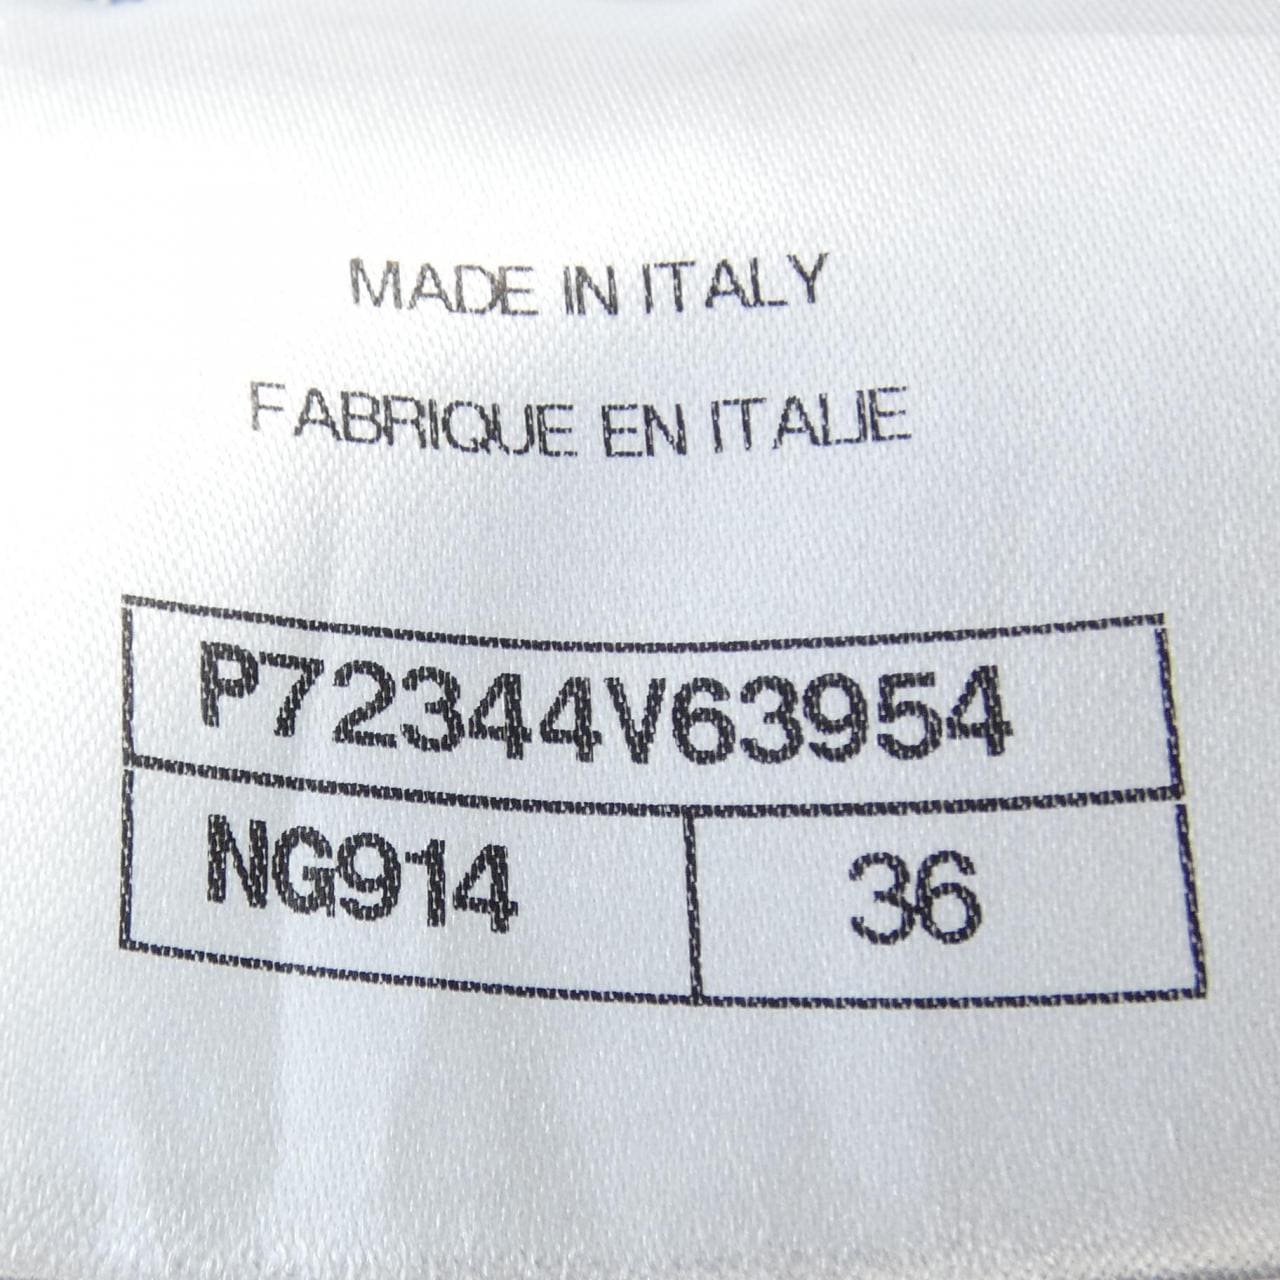 MADE IN ITALY
FABRIQUE EN ITALIE
P72344V63954
NG914 36